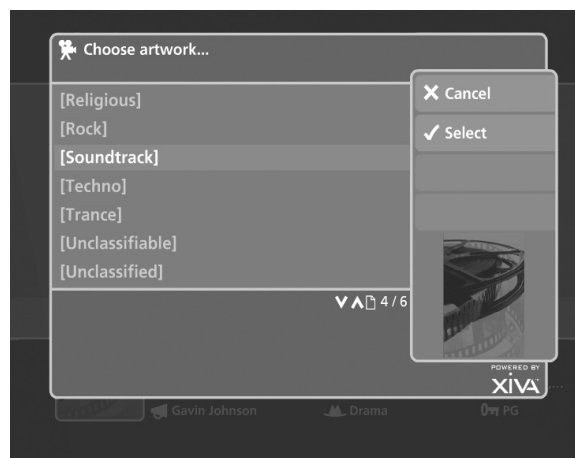 Choose artwork...
[Religious]
[Rock]
[Soundtrack]
[Techno]
[Trance]
[Unclassifiable]
[Unclassified]
4 / 6
Cancel
Select
POWERED BY
XiVA
Gavin Johnson
Drama
PG